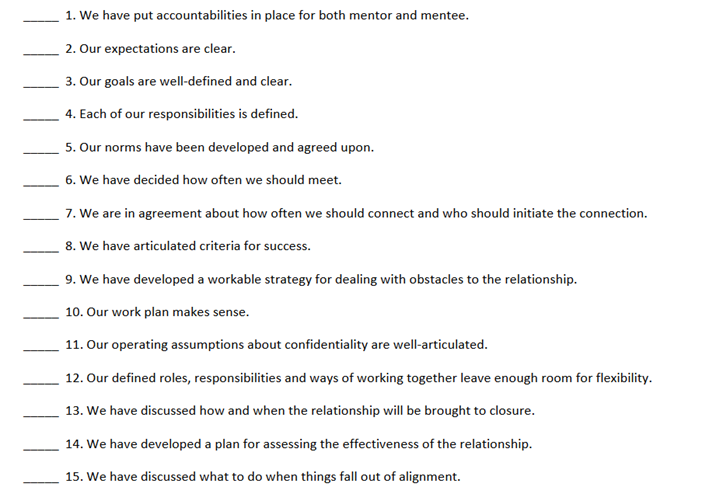 _____ 1. We have put accountabilities in place for both mentor and mentee.
_____ 2. Our expectations are clear.
_____ 3. Our goals are well-defined and clear.
_____ 4. Each of our responsibilities is defined.
_____ 5. Our norms have been developed and agreed upon.
_____ 6. We have decided how often we should meet.
_____ 7. We are in agreement about how often we should connect and who should initiate the connection.
_____ 8. We have articulated criteria for success.
_____ 9. We have developed a workable strategy for dealing with obstacles to the relationship.
_____ 10. Our work plan makes sense.
_____ 11. Our operating assumptions about confidentiality are well-articulated.
_____ 12. Our defined roles, responsibilities and ways of working together leave enough room for flexibility.
_____ 13. We have discussed how and when the relationship will be brought to closure.
_____ 14. We have developed a plan for assessing the effectiveness of the relationship.
_____ 15. We have discussed what to do when things fall out of alignment.